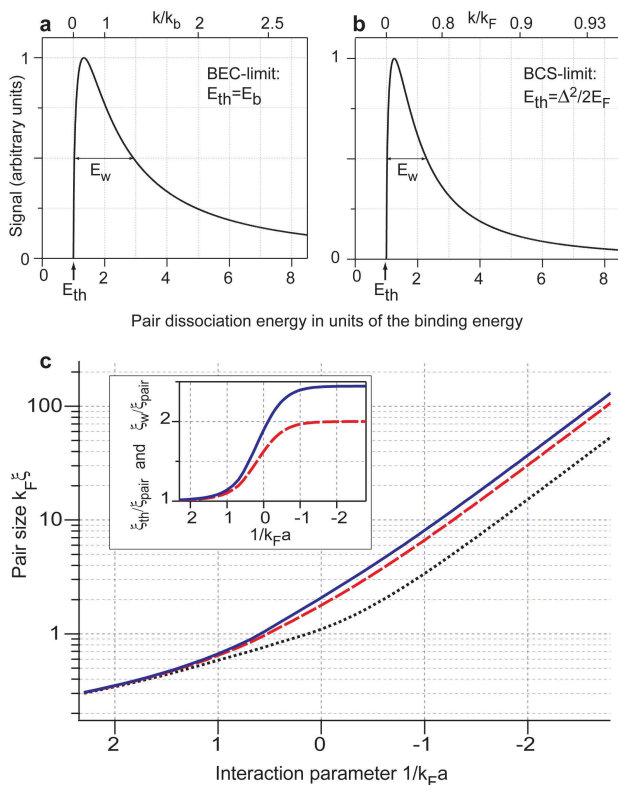 a
k/k_b
0 1 2 2.5
BEC-limit:
E_th=E_b
Signal (arbitrary units)
1
0
E_w
0 2 4 6 8
E_th
b
k/k_F
0 0.8 0.9 0.93
BCS-limit:
E_th=Δ²/2E_F
1
0
E_w
0 2 4 6 8
E_th
Pair dissociation energy in units of the binding energy
c
Pair size k_Fξ
100
10
1
ξ_th/ξ_pair and ξ_w/ξ_pair
2
1
2 1 0 -1 -2
1/k_Fa
2 1 0 -1 -2
Interaction parameter 1/k_Fa